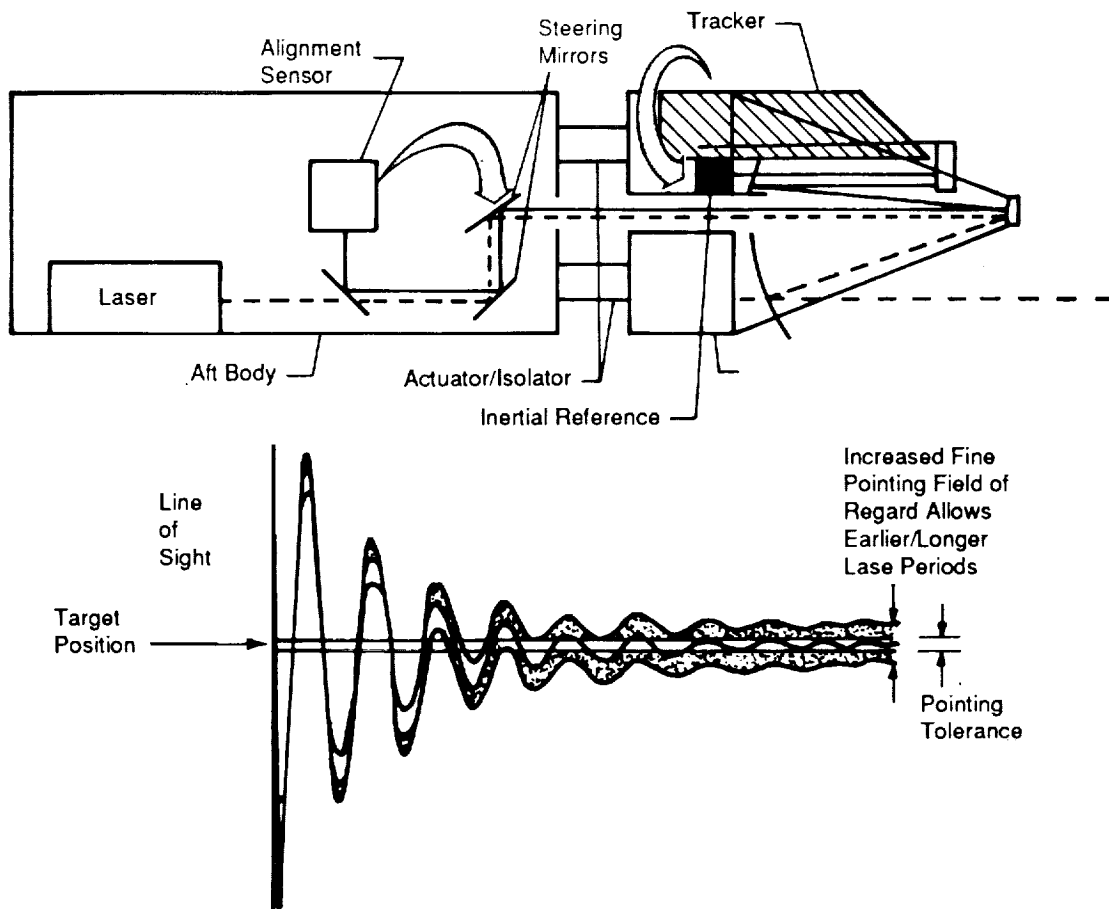 Tracker
Steering
Mirrors
Alignment
Sensor
Laser
Aft Body
Actuator/Isolator
Inertial Reference
Increased Fine
Pointing Field of
Regard Allows
Earlier/Longer
Lase Periods
Line
of
Sight
Target
Position
Pointing
Tolerance